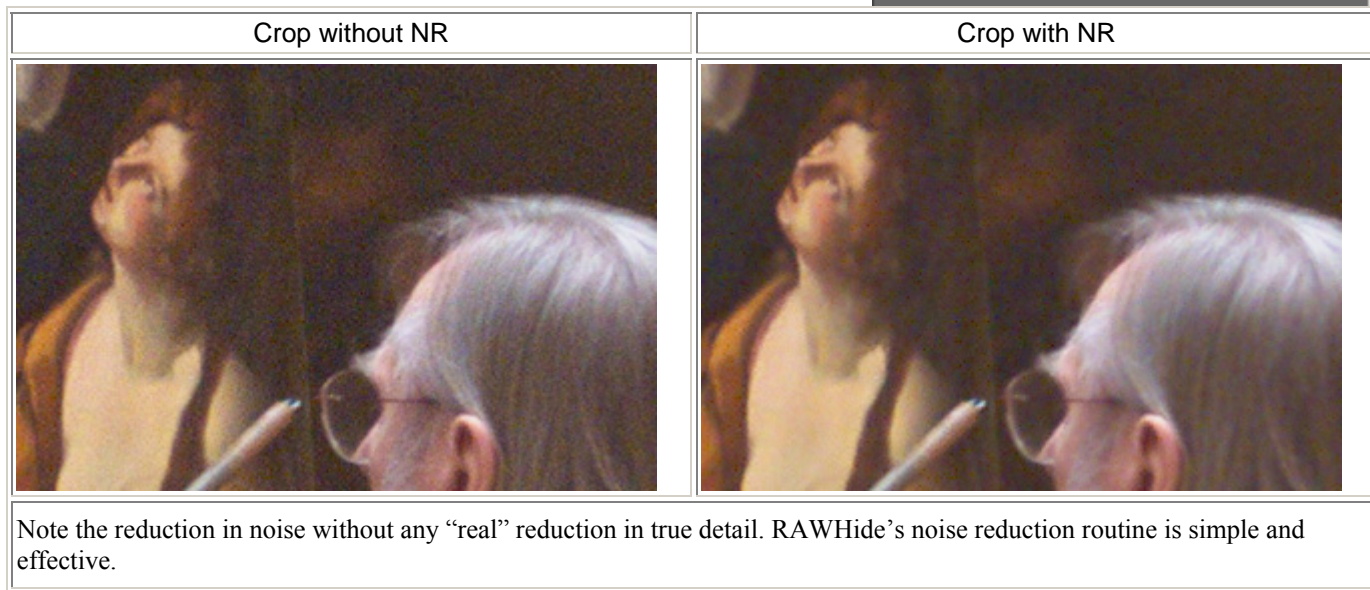 Crop without NR
Crop with NR
Note the reduction in noise without any “real” reduction in true detail. RAWHide’s noise reduction routine is simple and
effective.